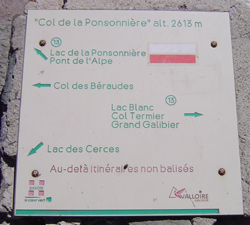 "Col de la Ponsonnière" alt. 2613 m
13
Lac de la Ponsonnière
Pont de l'Alpe
Col des Béraudes
13
Lac Blanc
Col Termier
Grand Galibier
Lac des Cerces
Au-delà itinéraires non balisés
VALLOIRE